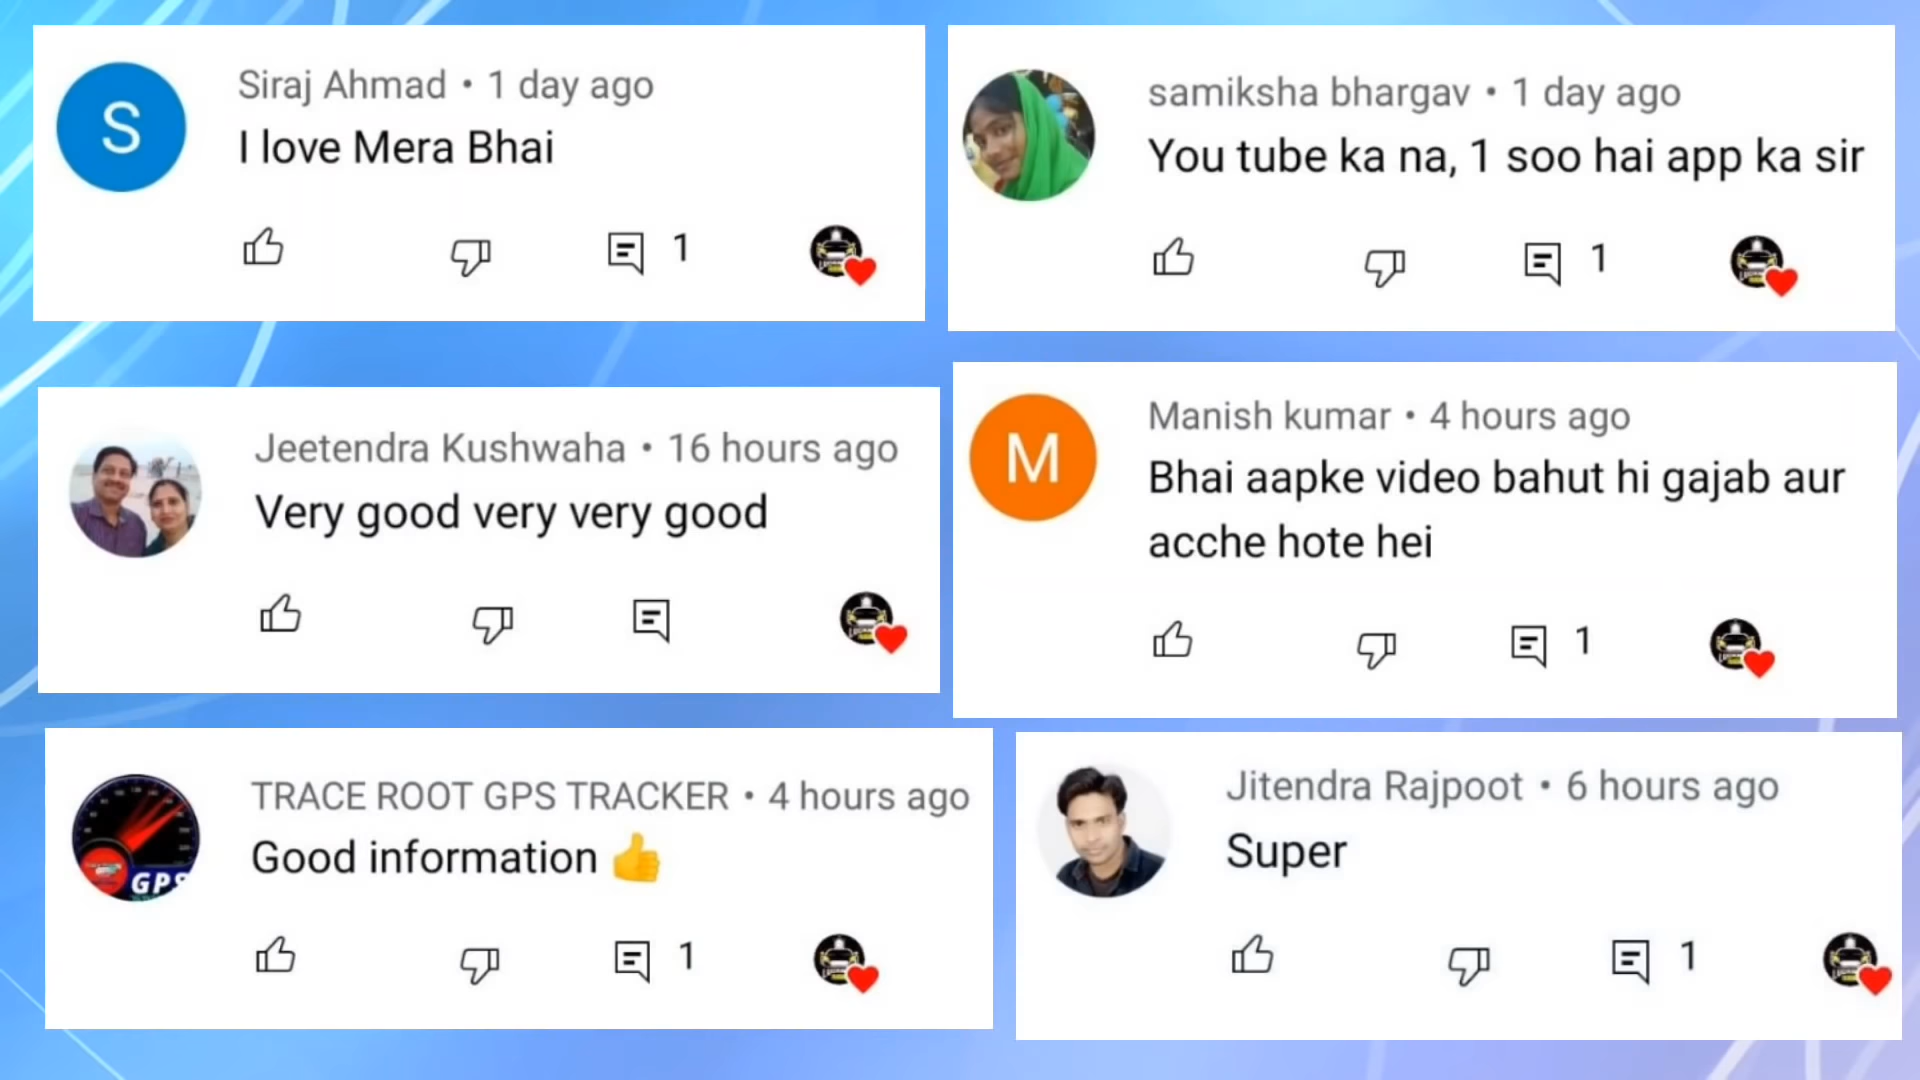 S
Siraj Ahmad • 1 day ago
I love Mera Bhai
1
samiksha bhargav • 1 day ago
You tube ka na, 1 soo hai app ka sir
1
Jeetendra Kushwaha • 16 hours ago
Very good very very good
M
Manish kumar • 4 hours ago
Bhai aapke video bahut hi gajab aur
acche hote hei
1
GPS
TRACE ROOT GPS TRACKER • 4 hours ago
Good information 👍
1
Jitendra Rajpoot • 6 hours ago
Super
1